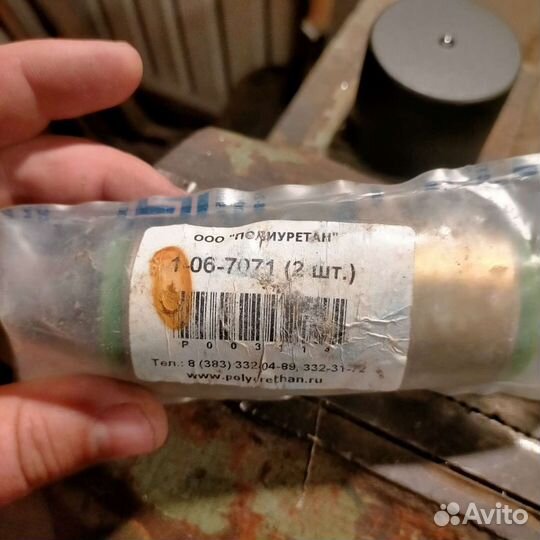 ООО "ПОЛИУРЕТАН"
1-06-7071 (2 шт.)
Тел.: 8 (383) 332-04-89, 332-31-72
www.polyurethan.ru
Avito